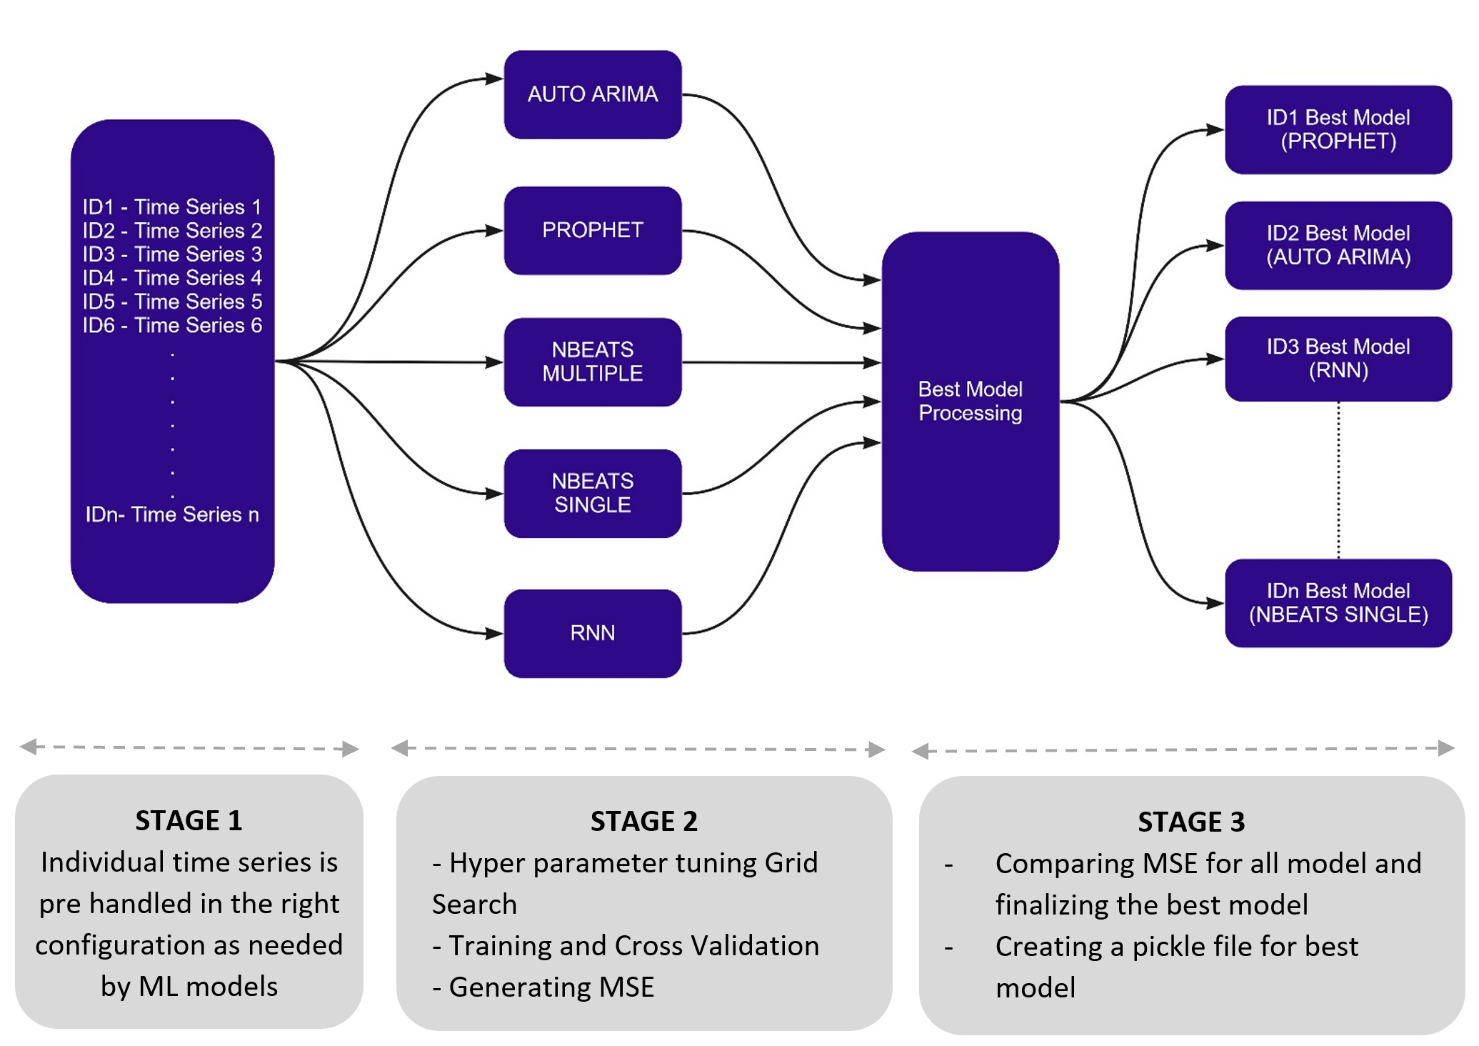 ID1 - Time Series 1
ID2 - Time Series 2
ID3 - Time Series 3
ID4 - Time Series 4
ID5 - Time Series 5
ID6 - Time Series 6
.
.
.
.
.
.
.
IDn- Time Series n
AUTO ARIMA
PROPHET
NBEATS
MULTIPLE
NBEATS
SINGLE
RNN
Best Model
Processing
ID1 Best Model
(PROPHET)
ID2 Best Model
(AUTO ARIMA)
ID3 Best Model
(RNN)
IDn Best Model
(NBEATS SINGLE)
STAGE 1
Individual time series is
pre handled in the right
configuration as needed
by ML models
STAGE 2
- Hyper parameter tuning Grid
Search
- Training and Cross Validation
- Generating MSE
STAGE 3
- Comparing MSE for all model and
finalizing the best model
- Creating a pickle file for best
model